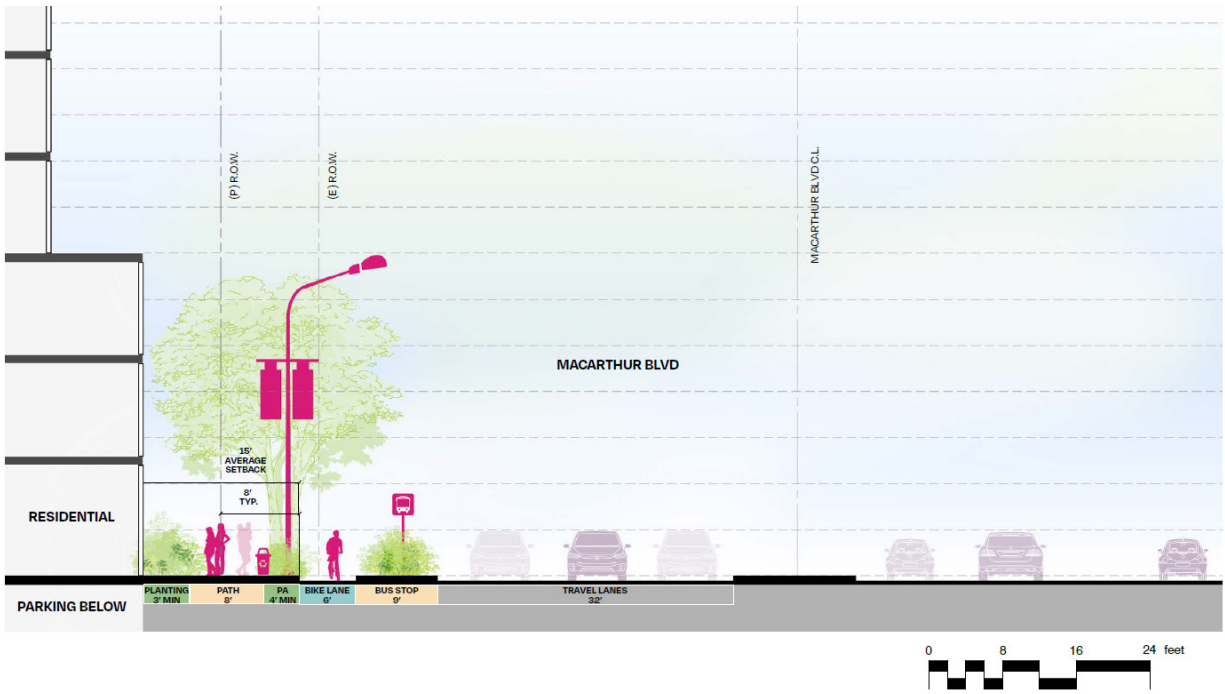 (P) R.O.W.
(E) R.O.W.
MACARTHUR BLVD C.L.
MACARTHUR BLVD
15'
AVERAGE
SETBACK
8'
TYP.
RESIDENTIAL
PARKING BELOW
PLANTING
3' MIN
PATH
8'
PA
4' MIN
BIKE LANE
6'
BUS STOP
9'
TRAVEL LANES
32'
0 8 16 24 feet